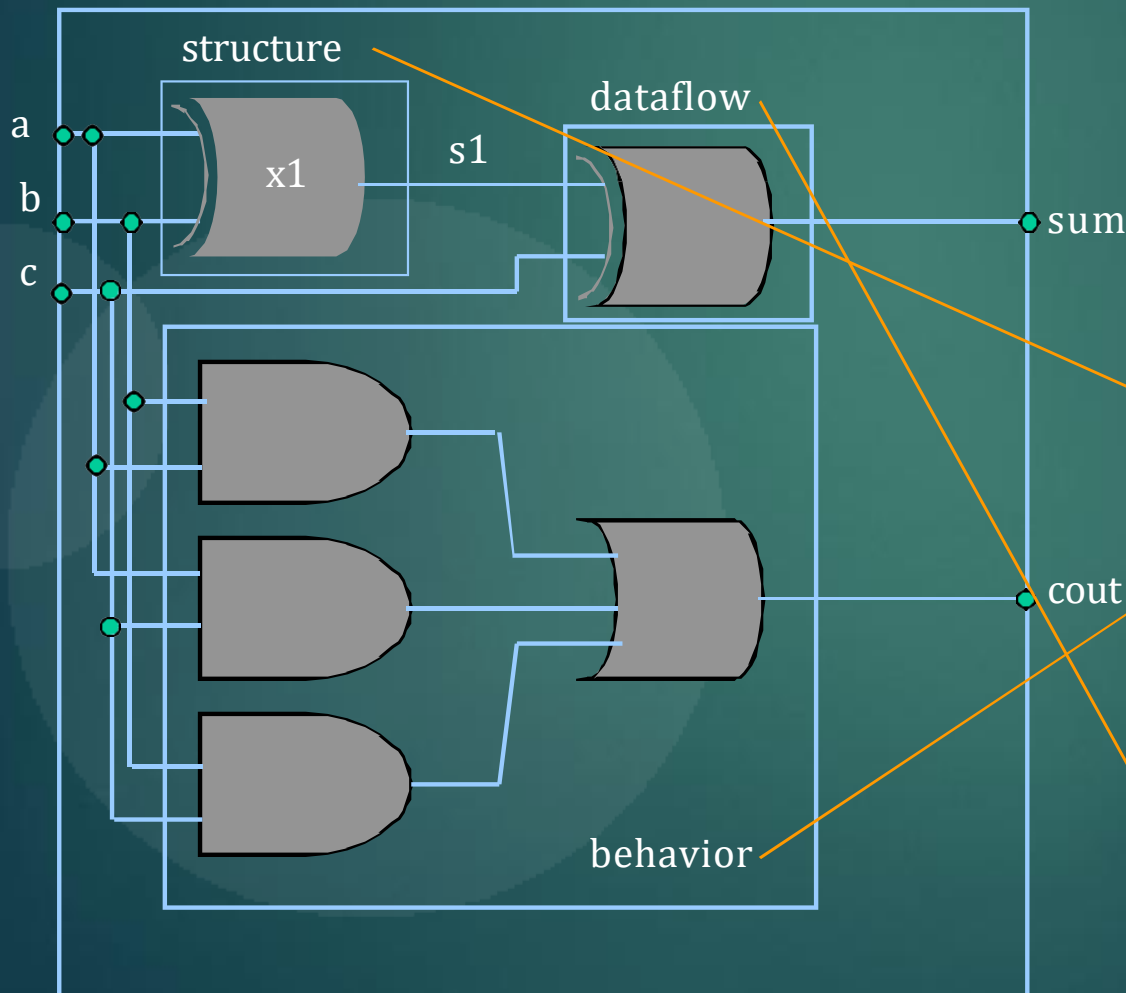 structure
dataflow
a
s1
x1
b
sum
c
cout
behavior